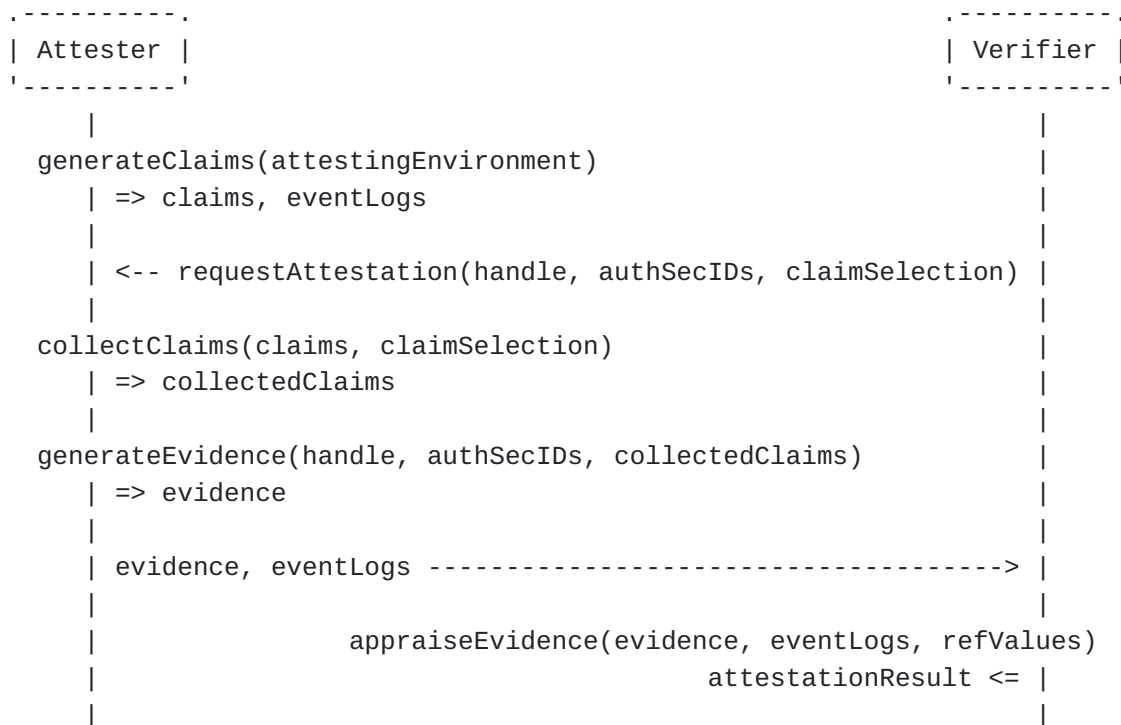 .----------.                                                 .----------.
| Attester |                                                 | Verifier |
'----------'                                                 '----------'
     |                                                             |
  generateClaims(attestingEnvironment)                             |
     | => claims, eventLogs                                        |
     |                                                             |
     | <-- requestAttestation(handle, authSecIDs, claimSelection) |
     |                                                             |
  collectClaims(claims, claimSelection)                            |
     | => collectedClaims                                          |
     |                                                             |
  generateEvidence(handle, authSecIDs, collectedClaims)            |
     | => evidence                                                 |
     |                                                             |
     | evidence, eventLogs -------------------------------------> |
     |                                                             |
     |                appraiseEvidence(evidence, eventLogs, refValues)
     |                                       attestationResult <= |
     |                                                             |